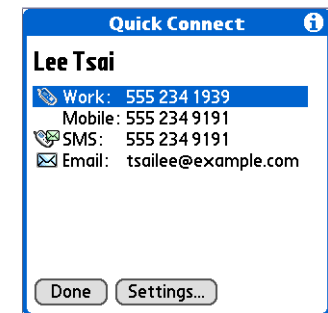 Quick Connect
Lee Tsai
Work: 555 234 1939
Mobile: 555 234 9191
SMS: 555 234 9191
Email: tsailee@example.com
Done Settings...